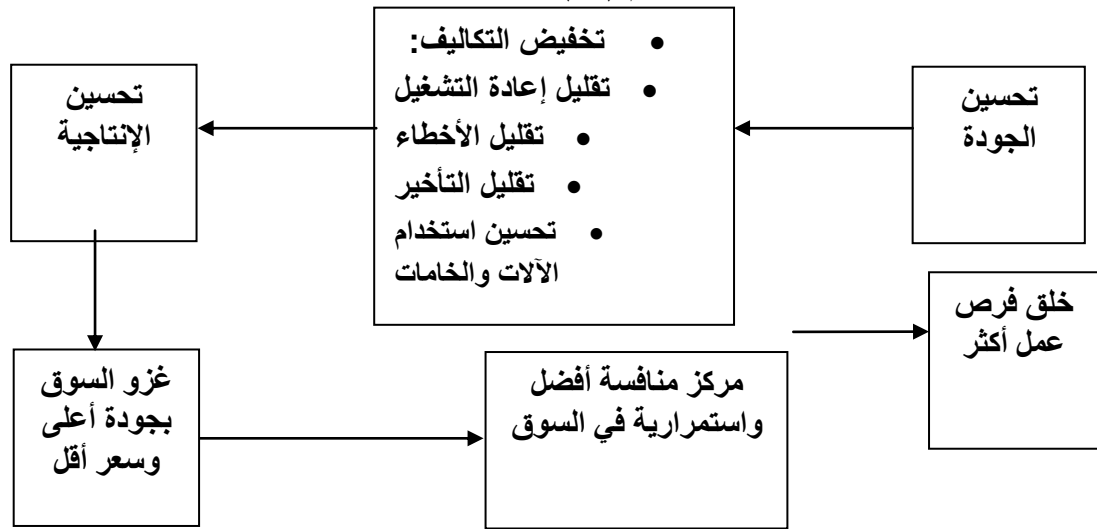 تحسين
الجودة
• تخفيض التكاليف:
• تقليل إعادة التشغيل
• تقليل الأخطاء
• تقليل التأخير
• تحسين استخدام
الآلات والخامات
تحسين
الإنتاجية
غزو السوق
بجودة أعلى
وسعر أقل
مركز منافسة أفضل
واستمرارية في السوق
خلق فرص
عمل أكثر